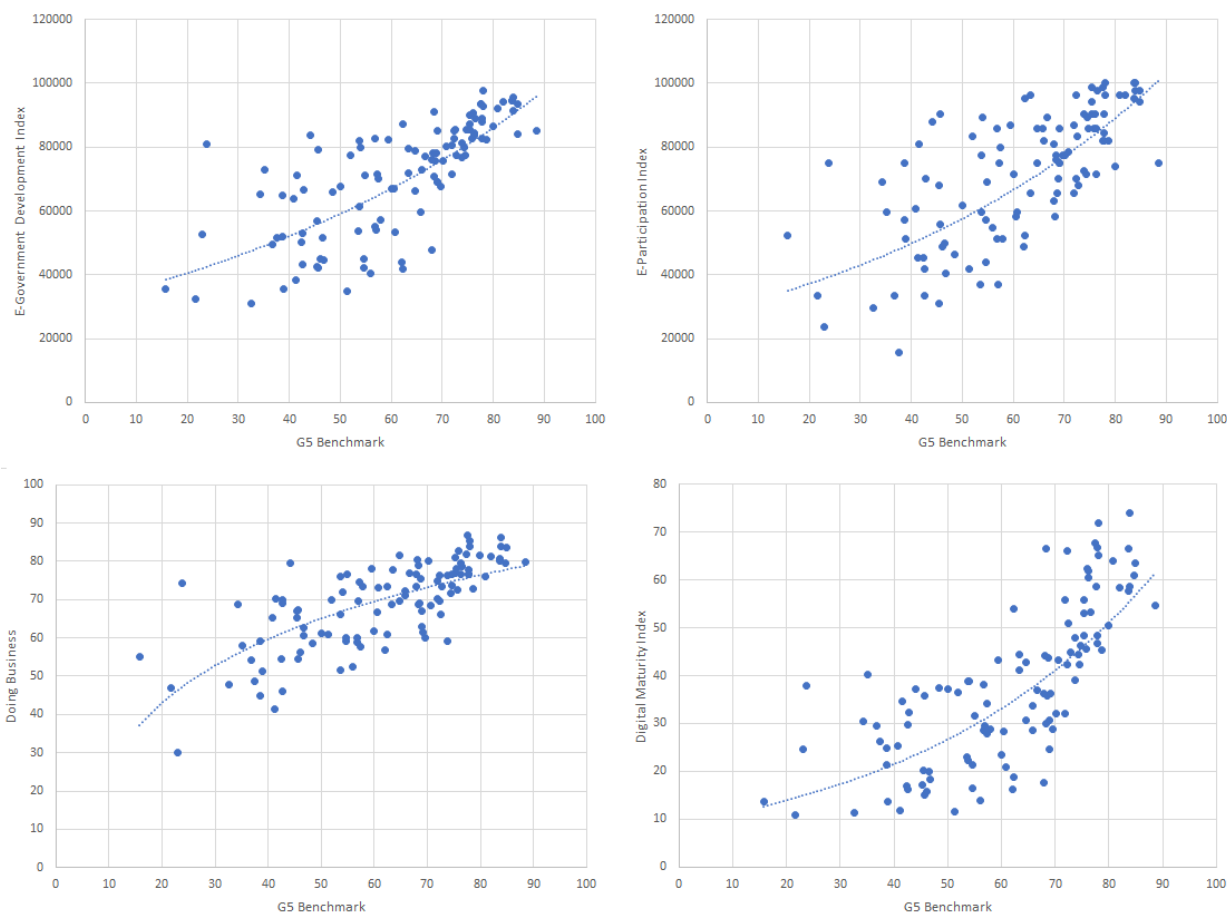 120000
100000
80000
60000
40000
20000
0
E-Government Development Index
0 10 20 30 40 50 60 70 80 90 100
G5 Benchmark
120000
100000
80000
60000
40000
20000
0
E-Participation Index
0 10 20 30 40 50 60 70 80 90 100
G5 Benchmark
100
90
80
70
60
50
40
30
20
10
0
Doing Business
0 10 20 30 40 50 60 70 80 90 100
G5 Benchmark
80
70
60
50
40
30
20
10
0
Digital Maturity Index
0 10 20 30 40 50 60 70 80 90 100
G5 Benchmark